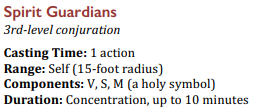 Spirit Guardians
3rd-level conjuration
Casting Time: 1 action
Range: Self (15-foot radius)
Components: V, S, M (a holy symbol)
Duration: Concentration, up to 10 minutes